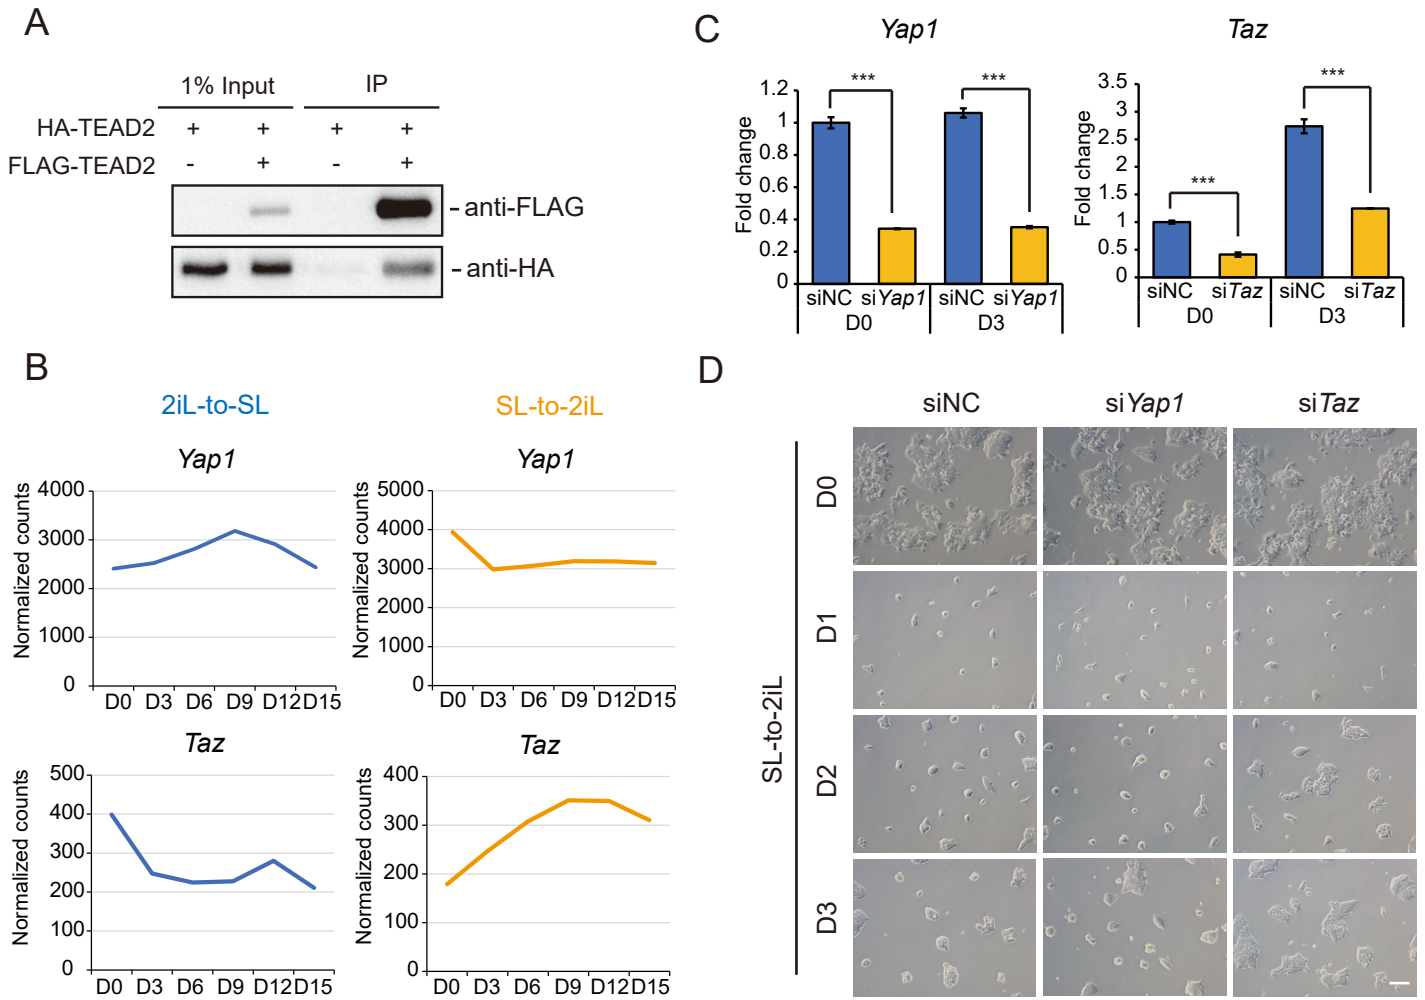 A
1% Input IP
HA-TEAD2 + + + +
FLAG-TEAD2 - + - +
-anti-FLAG
-anti-HA
B
2iL-to-SL SL-to-2iL
Yap1
Normalized counts
4000
3000
2000
1000
0
D0 D3 D6 D9 D12 D15
Yap1
Normalized counts
5000
4000
3000
2000
1000
0
D0 D3 D6 D9 D12 D15
Taz
Normalized counts
500
400
300
200
100
0
D0 D3 D6 D9 D12 D15
Taz
Normalized counts
400
300
200
100
0
D0 D3 D6 D9 D12 D15
C
Yap1
Fold change
1.2
1
0.8
0.6
0.4
0.2
0
*** ***
siNC siYap1 siNC siYap1
D0 D3
Taz
Fold change
3.5
3
2.5
2
1.5
1
0.5
0
*** ***
siNC siTaz siNC siTaz
D0 D3
D
siNC siYap1 siTaz
SL-to-2iL
D0
D1
D2
D3